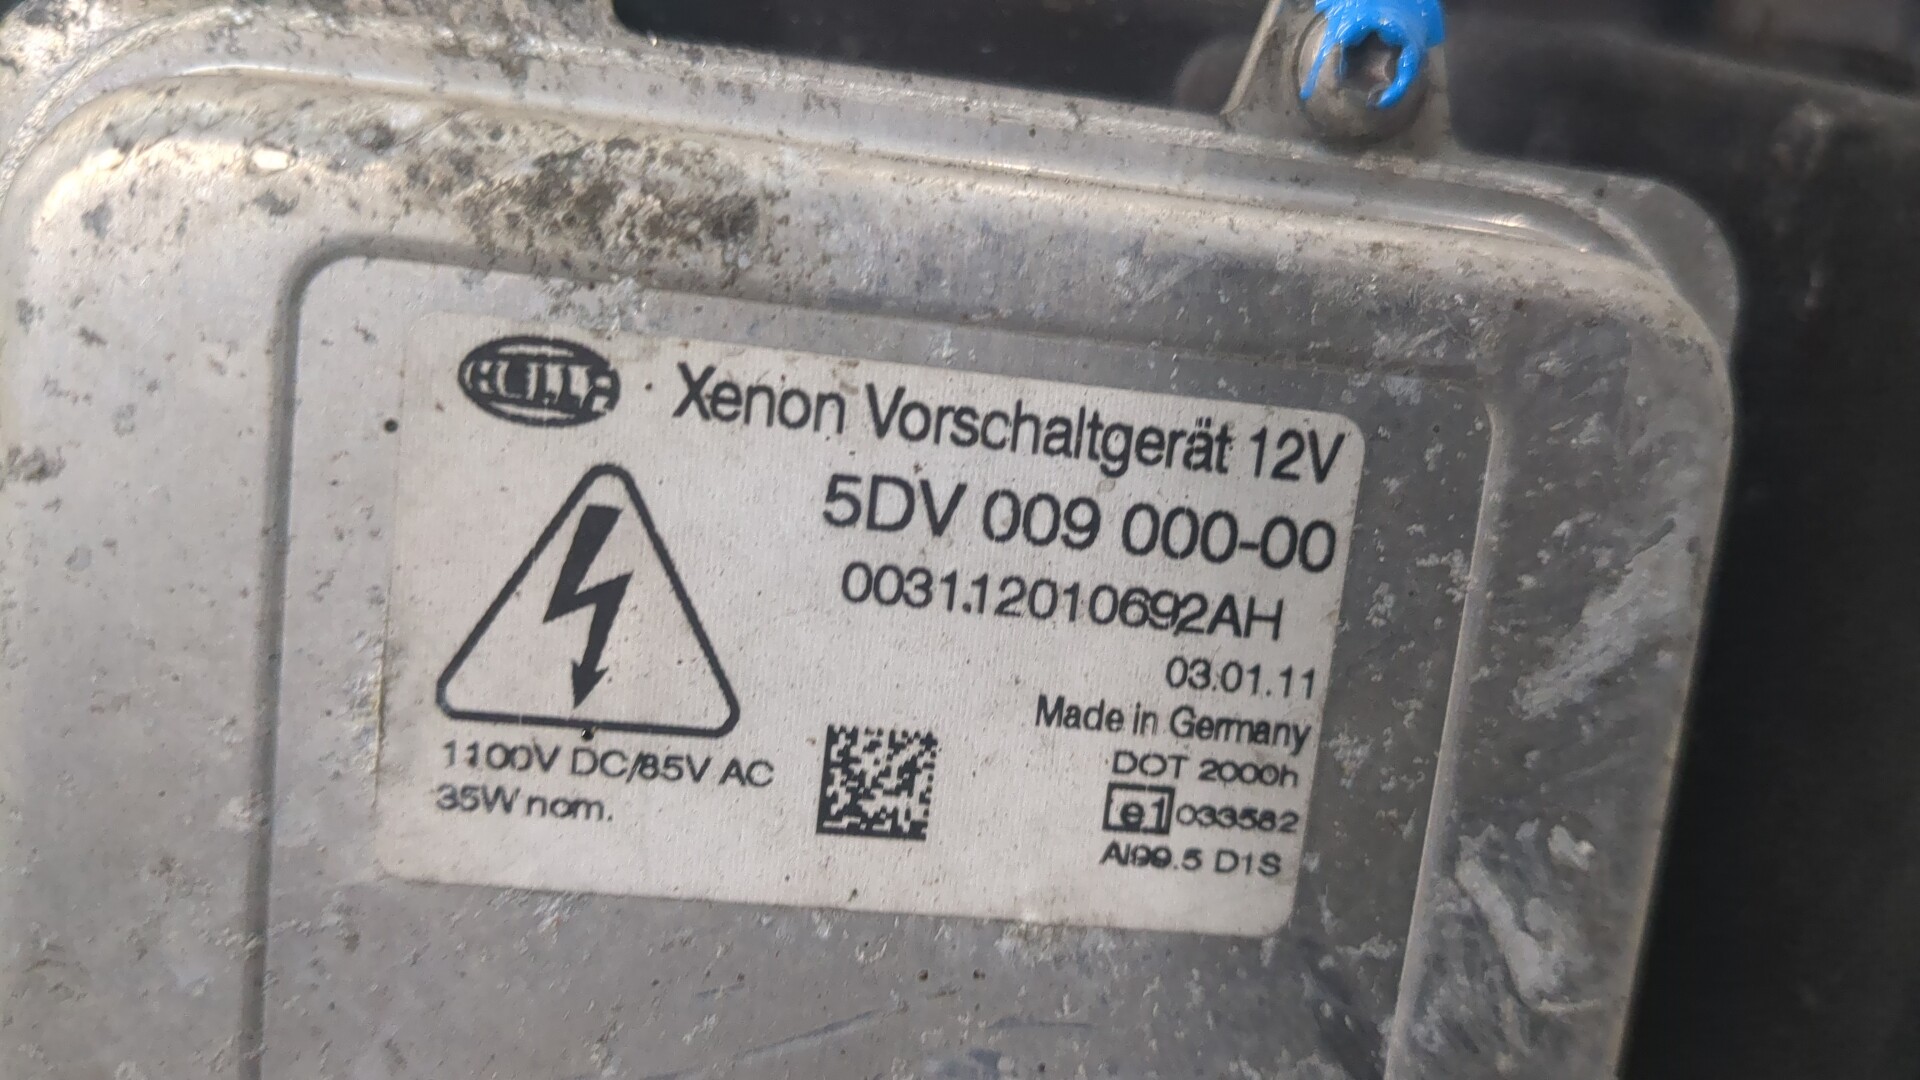 HELLA Xenon Vorschaltgerät 12V
5DV 009 000-00
0031.12010692AH
03.01.11
Made in Germany
1100V DC/85V AC
DOT 2000h
35W nom.
e1 033582
Al99.5 D1S